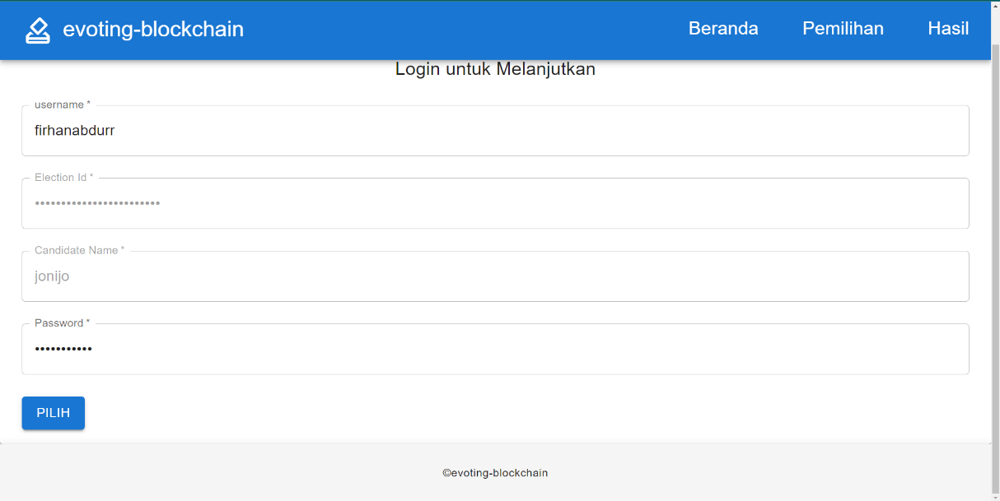 evoting-blockchain Beranda Pemilihan Hasil
Login untuk Melanjutkan
username *
firhanabdurr
Election Id *
••••••••••••••••••••••••
Candidate Name *
jonijo
Password *
•••••••••••
PILIH
©evoting-blockchain